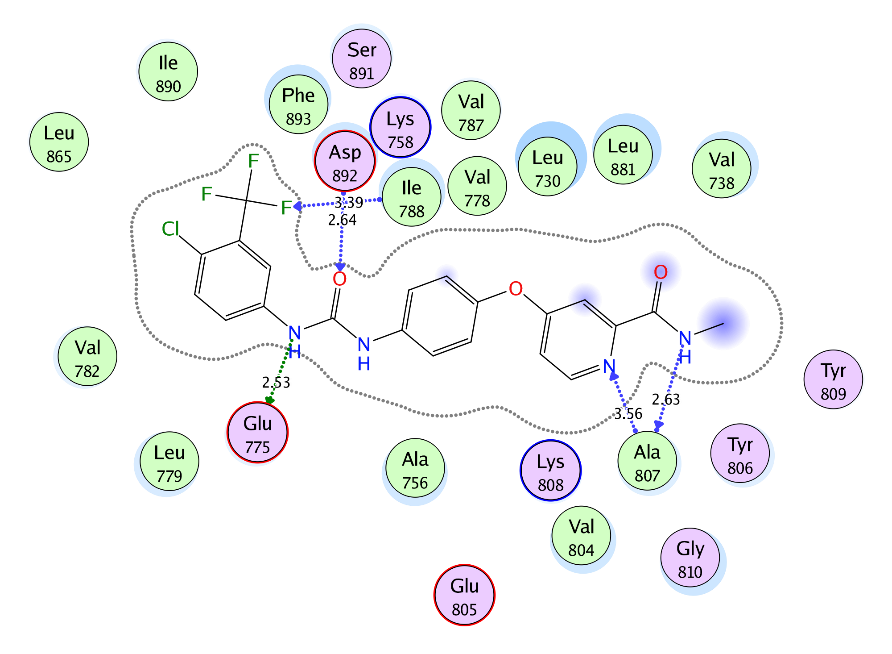 Ser
891
Ile
890
Phe
893
Val
787
Lys
758
Leu
865
Asp
892
Leu
730
Leu
881
Val
738
Ile
788
Val
778
F
F
F
3.39
2.64
Cl
O
O
O
N
H
N
H
N
N
H
Val
782
2.53
3.56
2.63
Tyr
809
Glu
775
Leu
779
Ala
756
Lys
808
Ala
807
Tyr
806
Val
804
Gly
810
Glu
805